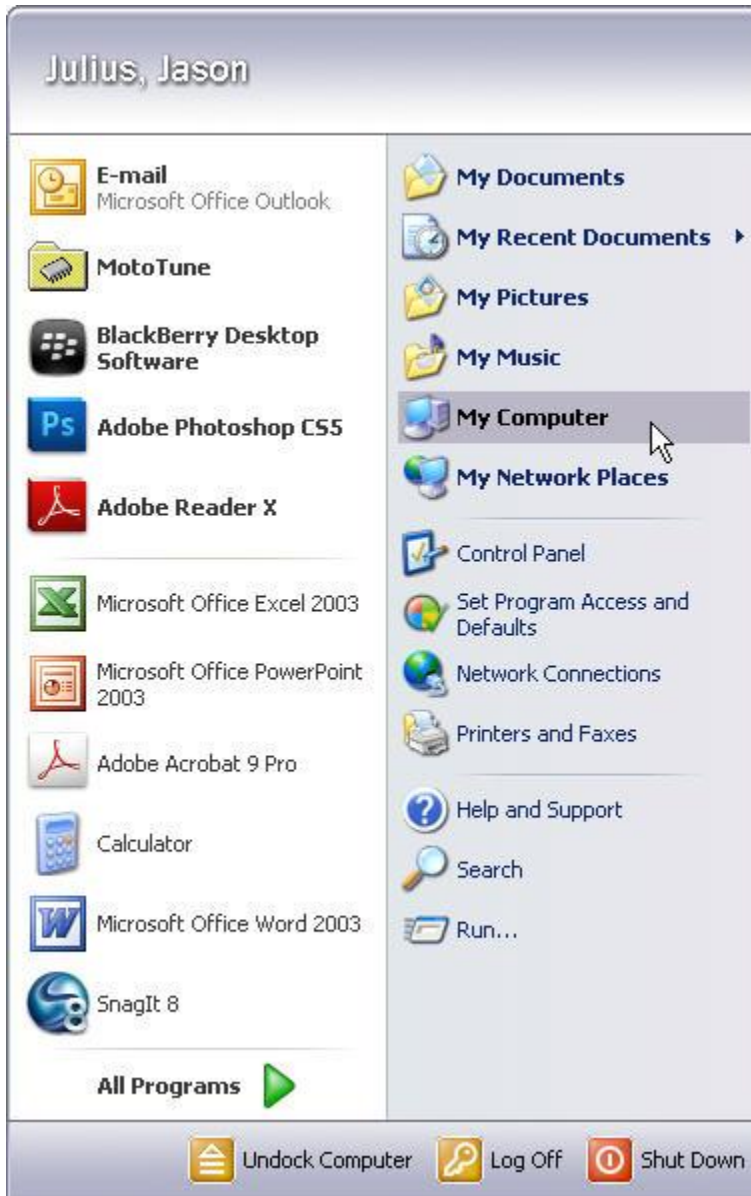 Julius, Jason
E-mail
Microsoft Office Outlook
MotoTune
BlackBerry Desktop
Software
Ps
Adobe Photoshop CS5
Adobe Reader X
Microsoft Office Excel 2003
Microsoft Office PowerPoint
2003
Adobe Acrobat 9 Pro
Calculator
Microsoft Office Word 2003
SnagIt 8
All Programs
My Documents
My Recent Documents
My Pictures
My Music
My Computer
My Network Places
Control Panel
Set Program Access and
Defaults
Network Connections
Printers and Faxes
Help and Support
Search
Run...
Undock Computer
Log Off
Shut Down